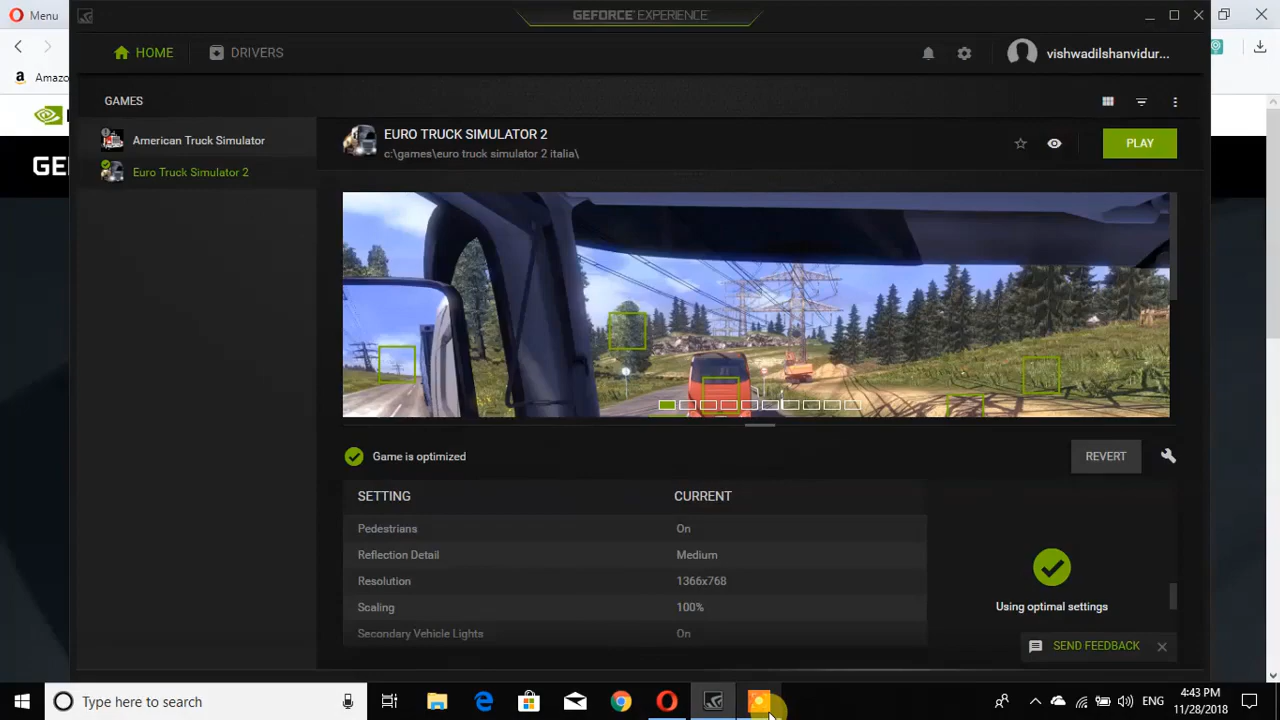 Menu
GEFORCE EXPERIENCE
HOME
DRIVERS
vishwadilshanvidur...
Amazo
GAMES
American Truck Simulator
Euro Truck Simulator 2
GE
EURO TRUCK SIMULATOR 2
c:\games\euro truck simulator 2 italia\
PLAY
Game is optimized
REVERT
SETTING CURRENT
Pedestrians On
Reflection Detail Medium
Resolution 1366x768
Scaling 100%
Secondary Vehicle Lights On
Using optimal settings
SEND FEEDBACK
Type here to search
ENG
4:43 PM
11/28/2018